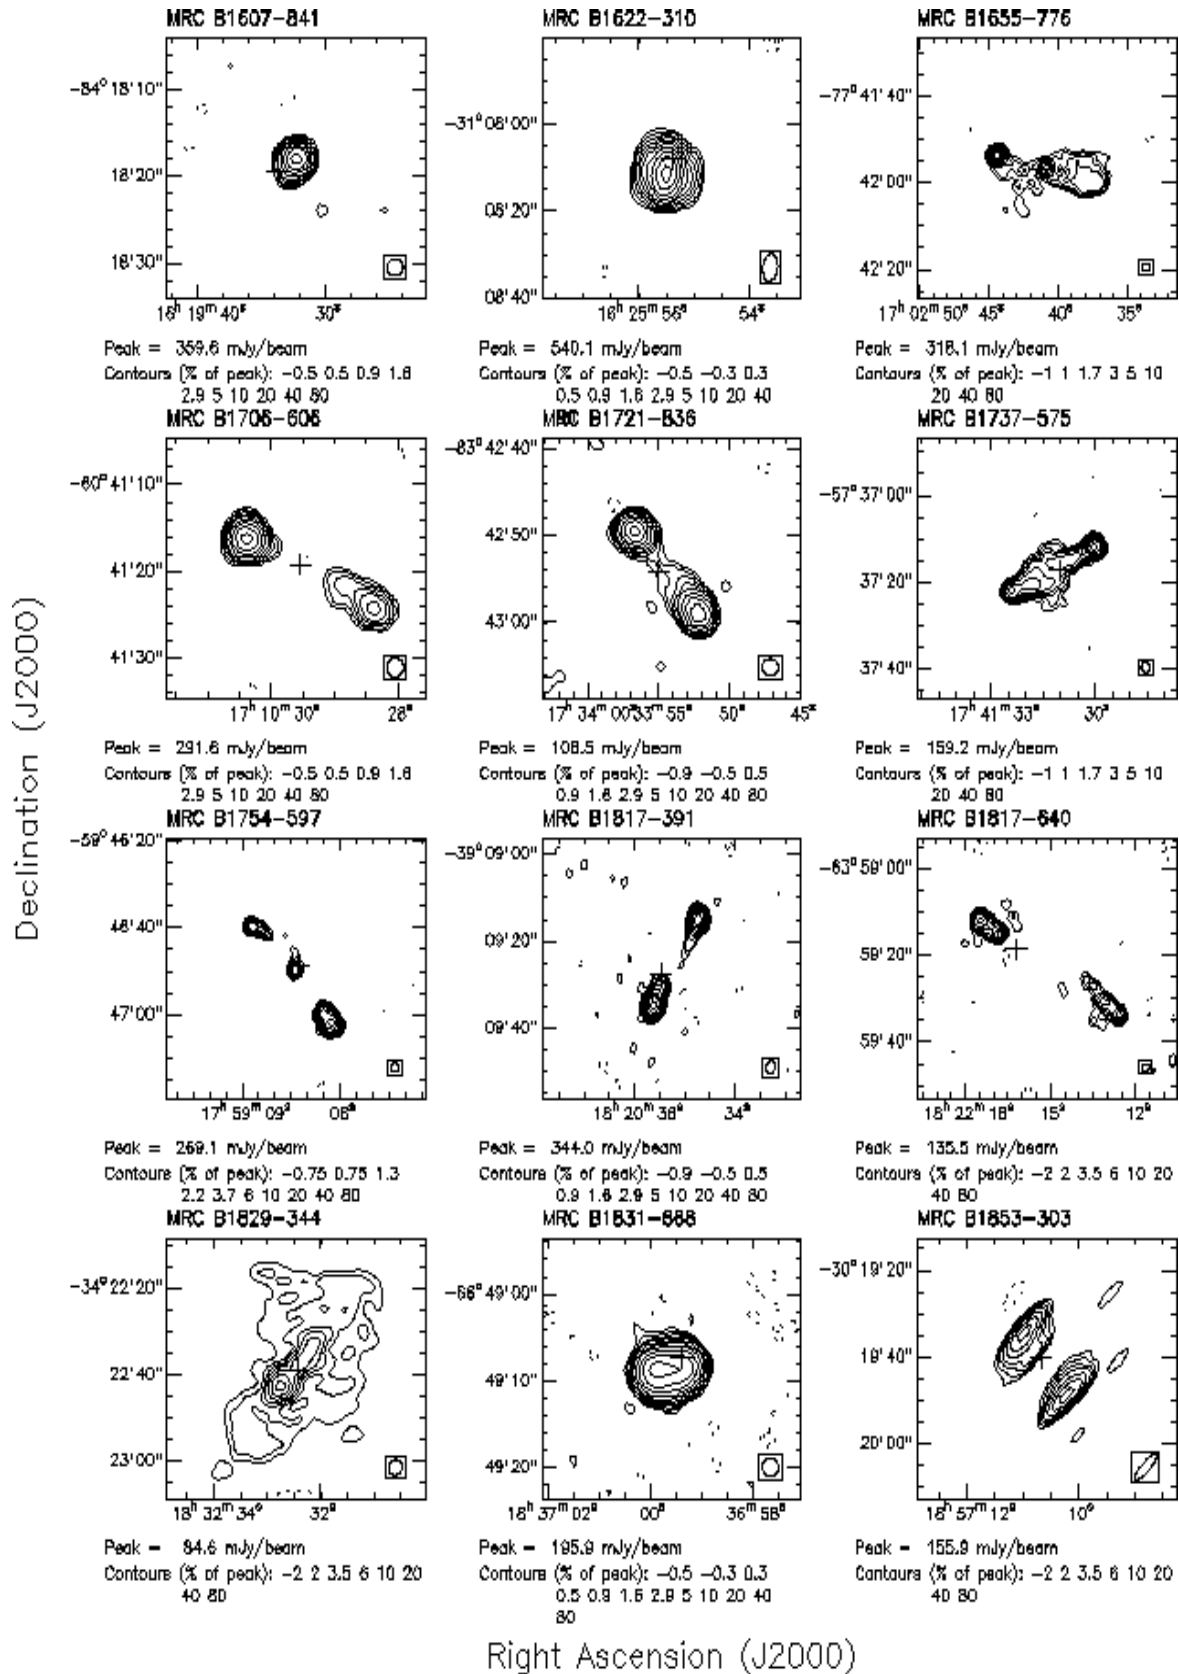 MRC B1607-841
MRC B1622-310
MRC B1655-776
-84° 18'10"
18'20"
18'30"
16h 19m 40s 30s
-31° 08'00"
08'20"
08'40"
16h 25m 56s 54s
-77° 41'40"
42'00"
42'20"
17h 02m 50s 45s 40s 35s
Peak = 359.6 mJy/beam
Contours (% of peak): -0.5 0.5 0.9 1.6
2.9 5 10 20 40 80
Peak = 540.1 mJy/beam
Contours (% of peak): -0.5 -0.3 0.3
0.5 0.9 1.6 2.9 5 10 20 40
Peak = 318.1 mJy/beam
Contours (% of peak): -1 1 1.7 3 5 10
20 40 80
MRC B1706-606
MRC B1721-836
MRC B1737-575
-60° 41'10"
41'20"
41'30"
17h 10m 30s 28s
-83° 42'40"
42'50"
43'00"
17h 34m 00s 33m 55s 50s 45s
-57° 37'00"
37'20"
37'40"
17h 41m 33s 30s
Peak = 291.6 mJy/beam
Contours (% of peak): -0.5 0.5 0.9 1.6
2.9 5 10 20 40 80
Peak = 108.5 mJy/beam
Contours (% of peak): -0.9 -0.5 0.5
0.9 1.6 2.9 5 10 20 40 80
Peak = 159.2 mJy/beam
Contours (% of peak): -1 1 1.7 3 5 10
20 40 80
Declination (J2000)
MRC B1754-597
MRC B1817-391
MRC B1817-640
-59° 46'20"
46'40"
47'00"
17h 59m 09s 06s
-39° 09'00"
09'20"
09'40"
18h 20m 36s 34s
-63° 59'00"
59'20"
59'40"
18h 22m 18s 15s 12s
Peak = 269.1 mJy/beam
Contours (% of peak): -0.75 0.75 1.3
2.2 3.7 6 10 20 40 80
Peak = 344.0 mJy/beam
Contours (% of peak): -0.9 -0.5 0.5
0.9 1.6 2.9 5 10 20 40 80
Peak = 135.5 mJy/beam
Contours (% of peak): -2 2 3.5 6 10 20
40 80
MRC B1829-344
MRC B1831-668
MRC B1853-303
-34° 22'20"
22'40"
23'00"
18h 32m 34s 32s
-66° 49'00"
49'10"
49'20"
18h 37m 02s 00s 36m 58s
-30° 19'20"
19'40"
20'00"
18h 57m 12s 10s
Peak = 84.6 mJy/beam
Contours (% of peak): -2 2 3.5 6 10 20
40 80
Peak = 195.9 mJy/beam
Contours (% of peak): -0.5 -0.3 0.3
0.5 0.9 1.6 2.9 5 10 20 40
80
Peak = 155.9 mJy/beam
Contours (% of peak): -2 2 3.5 6 10 20
40 80
Right Ascension (J2000)